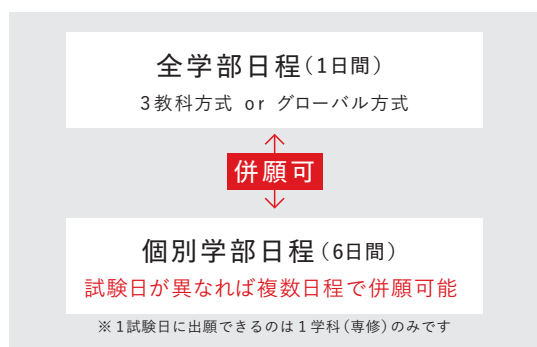 全学部日程(1日間)
3教科方式 or グローバル方式
併願可
個別学部日程(6日間)
試験日が異なれば複数日程で併願可能
※1試験日に出願できるのは1学科(専修)のみです